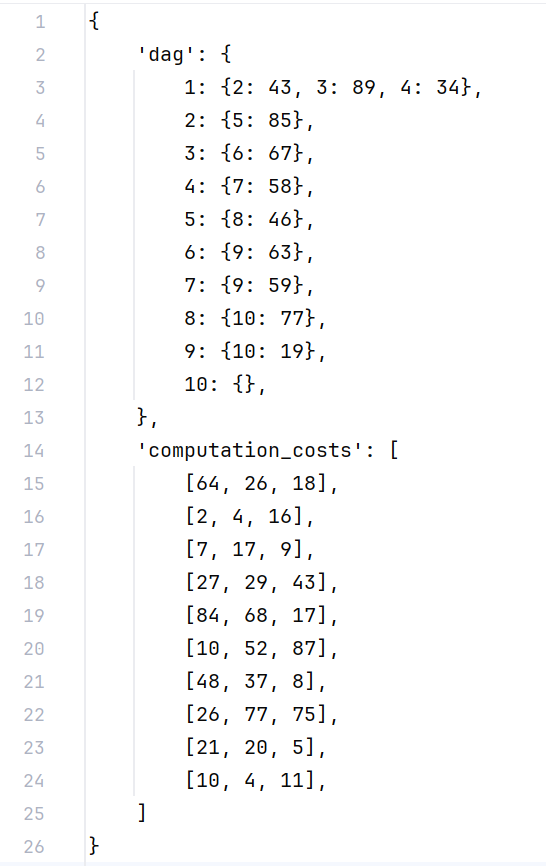 1 {
2     'dag': {
3         1: {2: 43, 3: 89, 4: 34},
4         2: {5: 85},
5         3: {6: 67},
6         4: {7: 58},
7         5: {8: 46},
8         6: {9: 63},
9         7: {9: 59},
10         8: {10: 77},
11         9: {10: 19},
12         10: {},
13     },
14     'computation_costs': [
15         [64, 26, 18],
16         [2, 4, 16],
17         [7, 17, 9],
18         [27, 29, 43],
19         [84, 68, 17],
20         [10, 52, 87],
21         [48, 37, 8],
22         [26, 77, 75],
23         [21, 20, 5],
24         [10, 4, 11],
25     ]
26 }